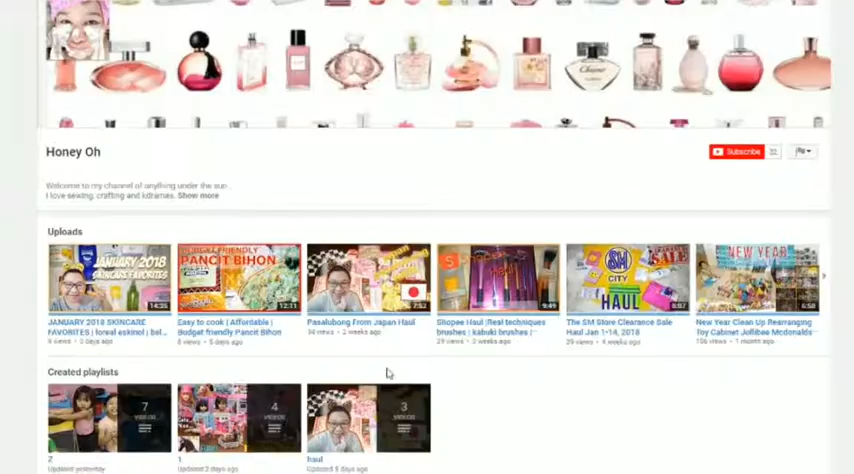 Honey Oh
Subscribe
Welcome to my channel of anything under the sun
I love sewing, crafting and kdramas. Show more
Uploads
JANUARY 2018
SKINCARE
FAVORITES
14:35
BUDGET FRIENDLY
PANCIT BIHON
12:11
7:52
Shopee
Haul
9:49
SM
CITY
SALE
HAUL
8:07
NEW YEAR
6:50
JANUARY 2018 SKINCARE
FAVORITES | loreal eskinol | bel...
9 views • 3 days ago
Easy to cook | Affordable |
Budget friendly Pancit Bihon
8 views • 5 days ago
Pasalubong From Japan Haul
2 weeks ago
Shopee Haul |Real techniques
brushes | kabuki brushes |
29 views • 3 weeks ago
The SM Store Clearance Sale
Haul Jan 1-14, 2018
39 views • 4 weeks ago
New Year Clean Up Rearranging
Toy Cabinet Jollibee Mcdonalds
106 views • 1 month ago
Created playlists
7
VIDEOS
4
VIDEOS
3
VIDEOS
Z
Updated yesterday
1
Updated 2 days ago
haul
Updated 5 days ago